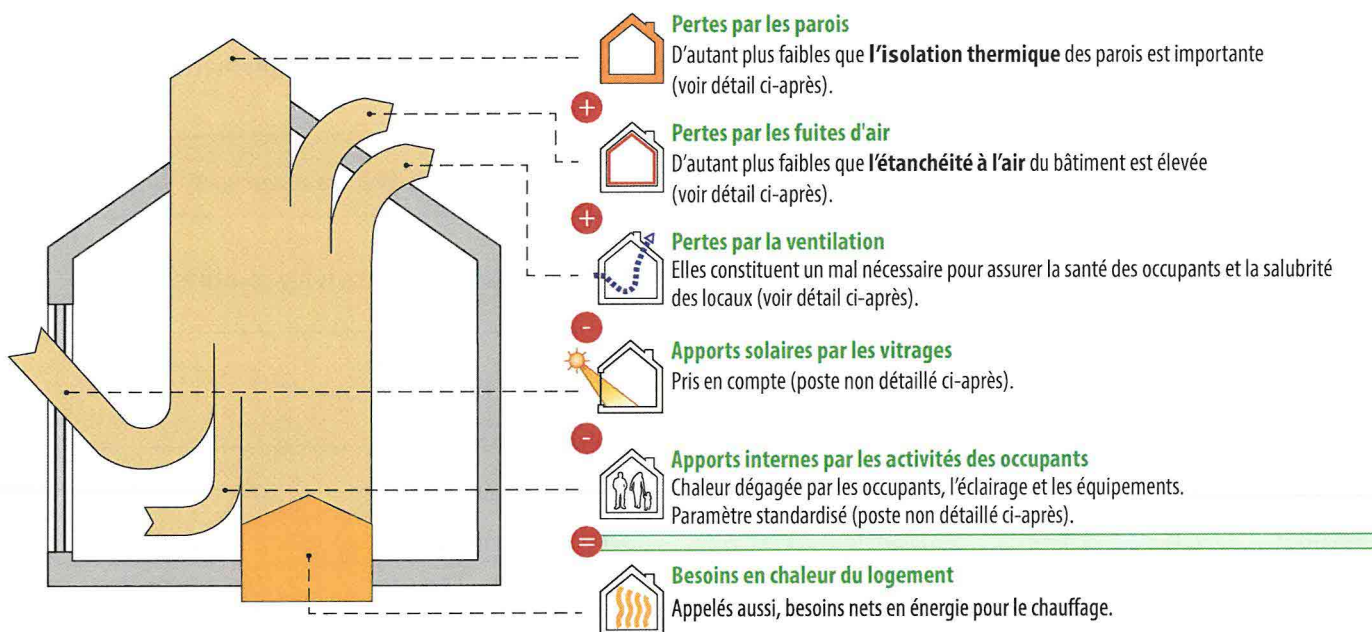 Pertes par les parois
D'autant plus faibles que l'isolation thermique des parois est importante
(voir détail ci-après).
+
Pertes par les fuites d'air
D'autant plus faibles que l'étanchéité à l'air du bâtiment est élevée
(voir détail ci-après).
+
Pertes par la ventilation
Elles constituent un mal nécessaire pour assurer la santé des occupants et la salubrité
des locaux (voir détail ci-après).
-
Apports solaires par les vitrages
Pris en compte (poste non détaillé ci-après).
-
Apports internes par les activités des occupants
Chaleur dégagée par les occupants, l'éclairage et les équipements.
Paramètre standardisé (poste non détaillé ci-après).
=
Besoins en chaleur du logement
Appelés aussi, besoins nets en énergie pour le chauffage.